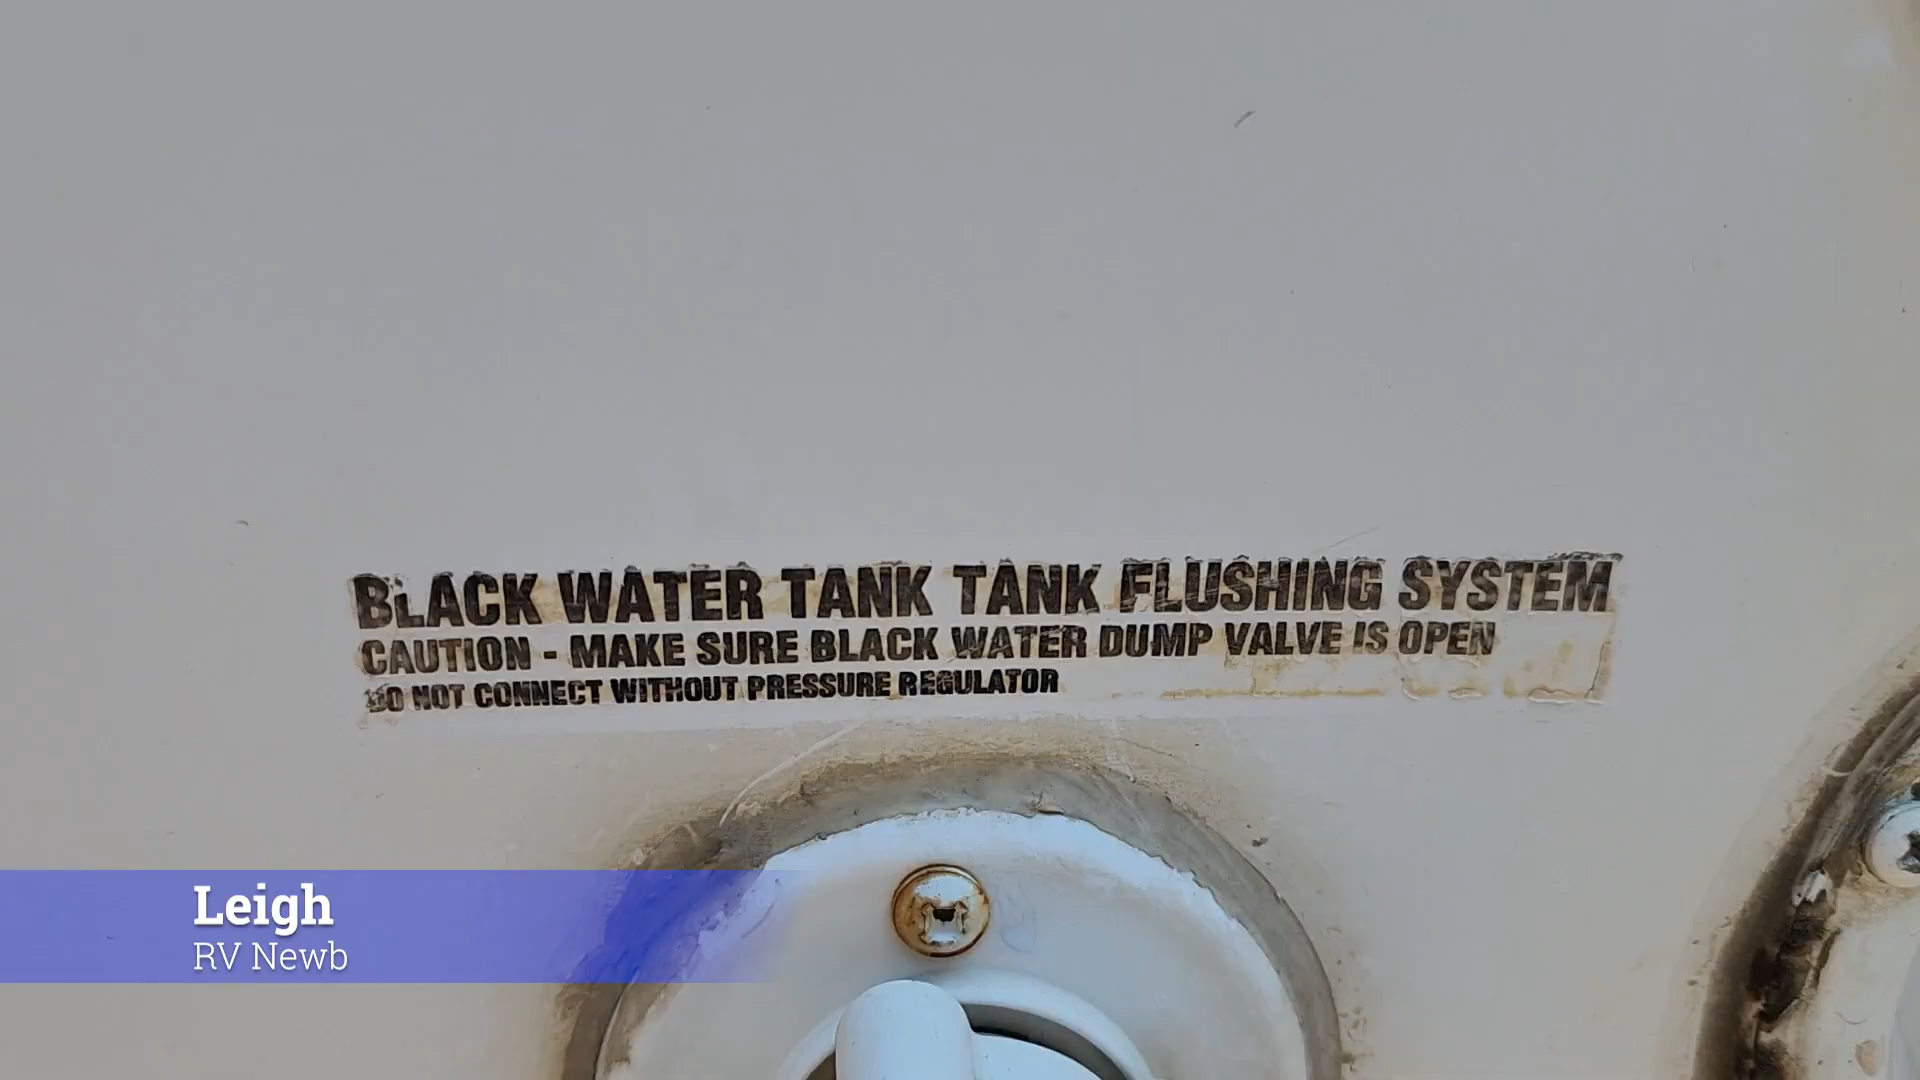 BLACK WATER TANK TANK FLUSHING SYSTEM
CAUTION - MAKE SURE BLACK WATER DUMP VALVE IS OPEN
DO NOT CONNECT WITHOUT PRESSURE REGULATOR
Leigh
RV Newb